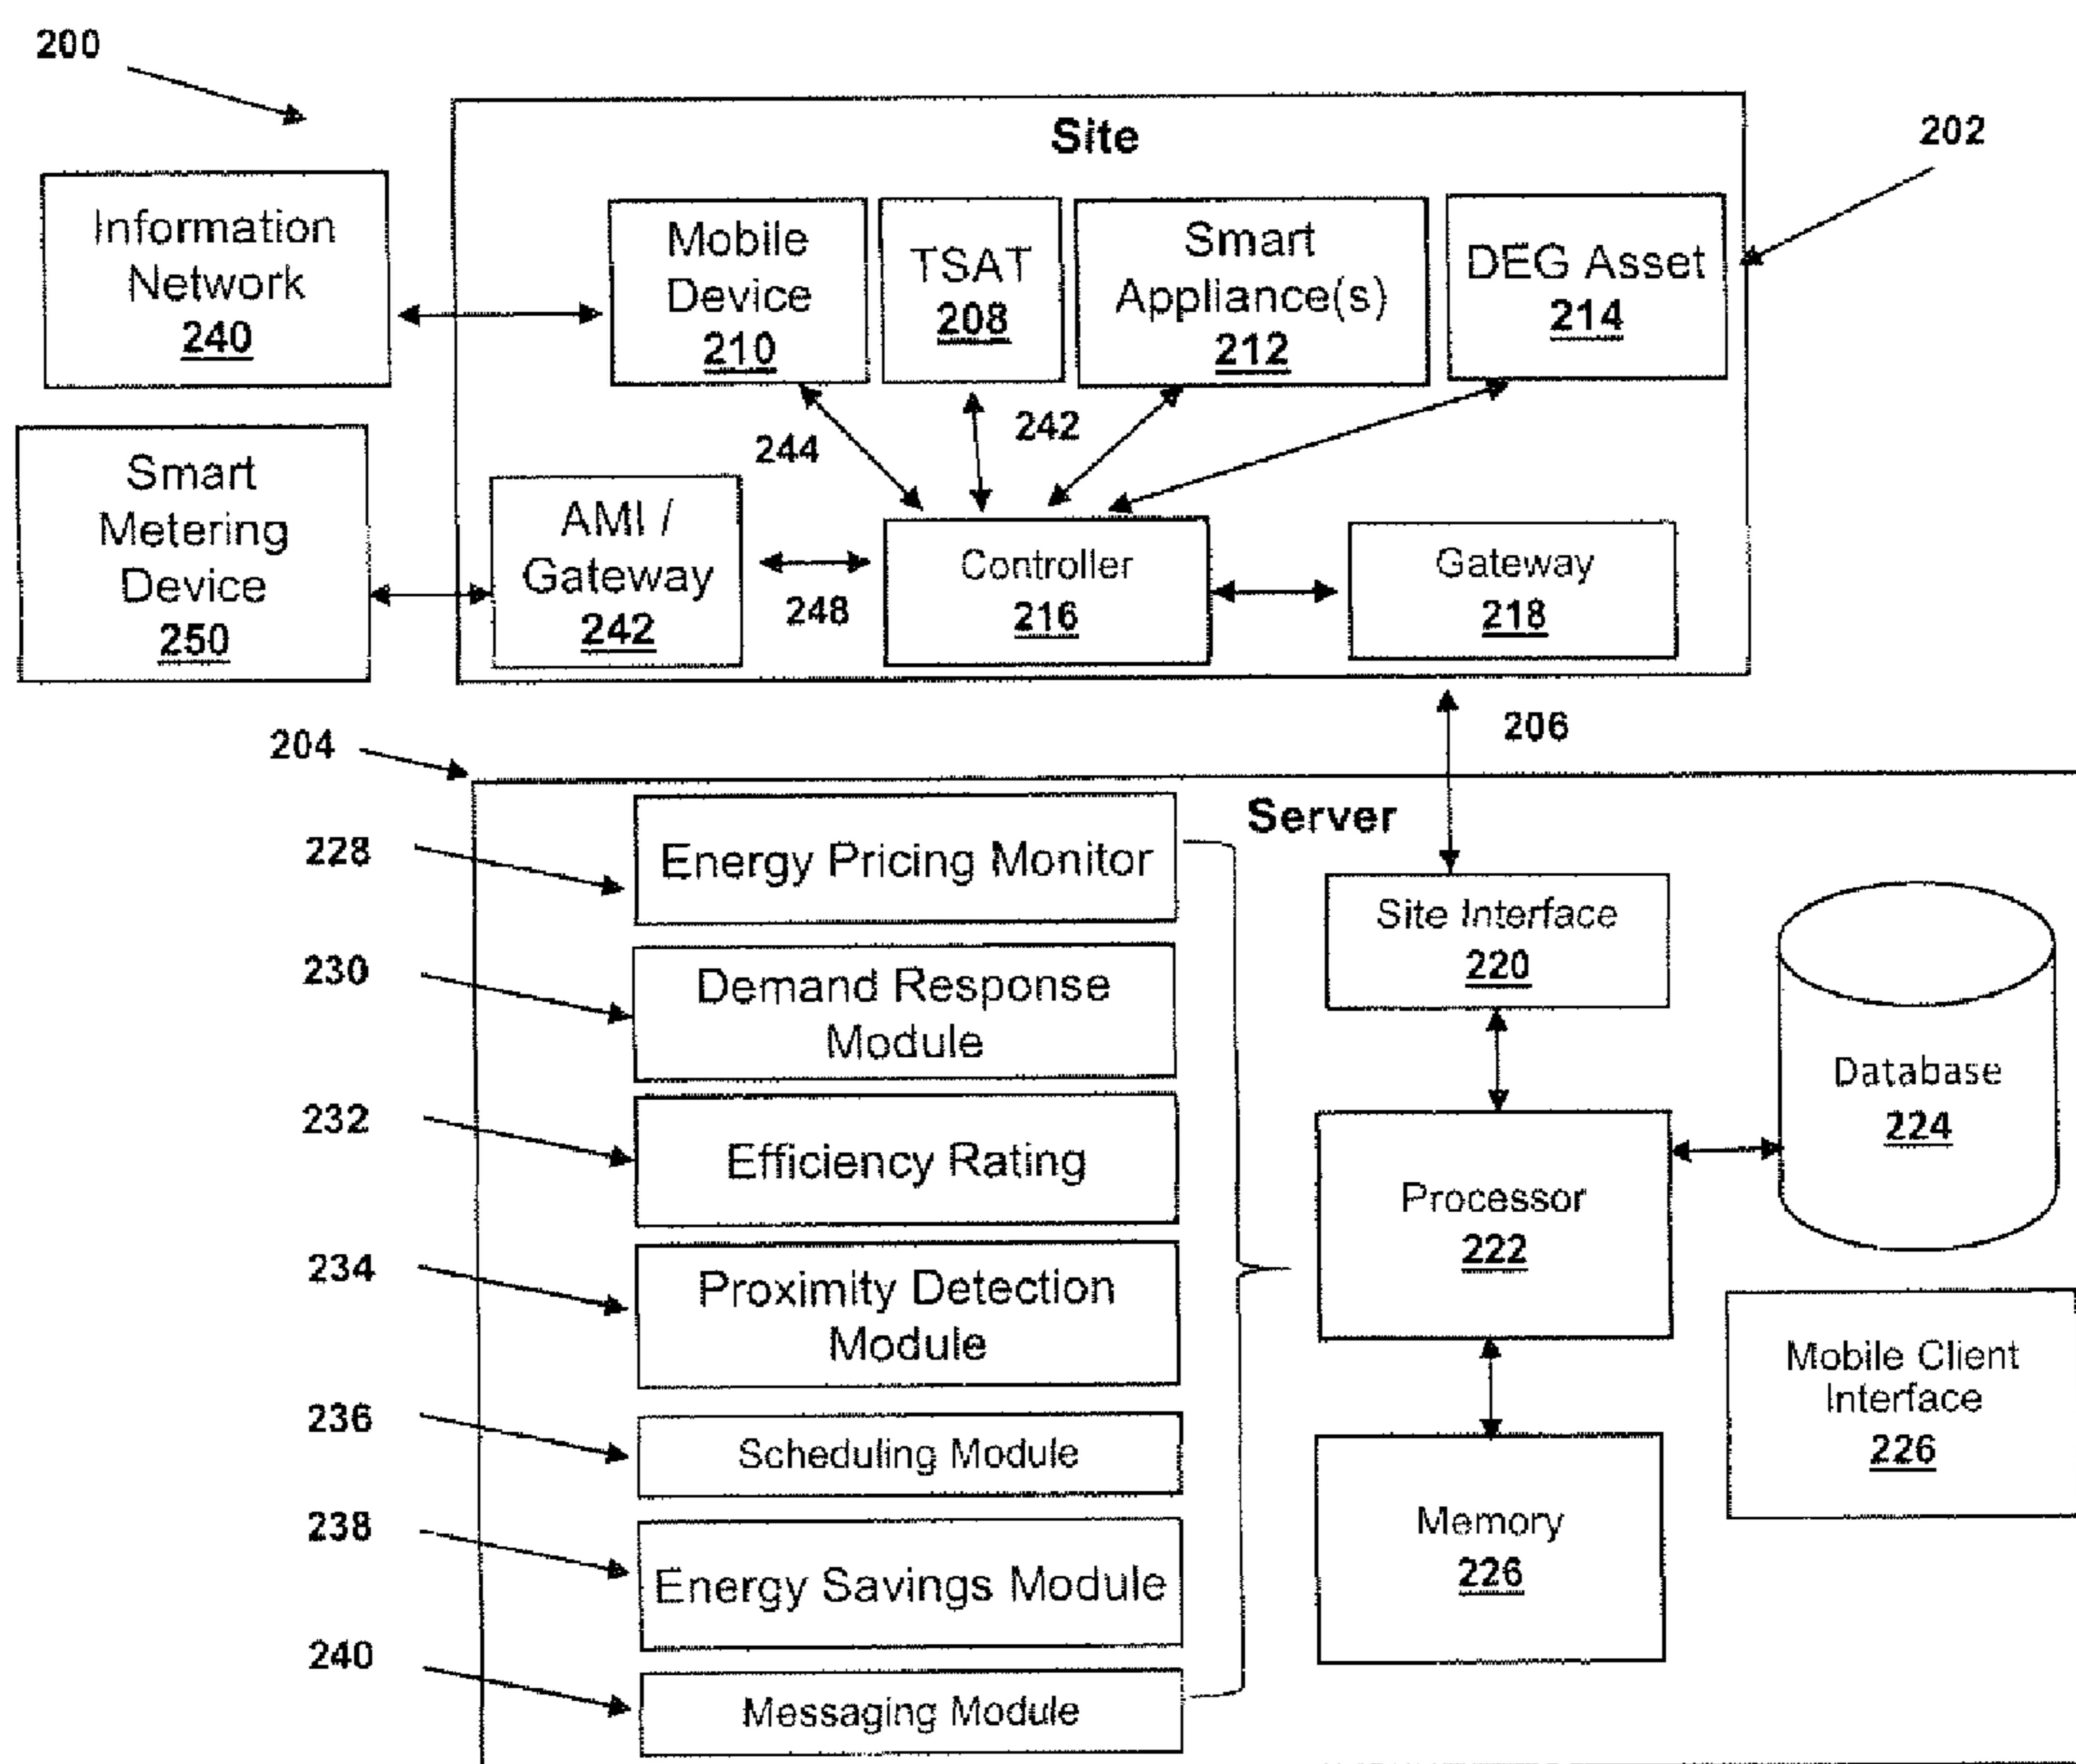 200
Site
202
Information
Network
240
Mobile
Device
210
TSAT
208
Smart
Appliance(s)
212
DEG Asset
214
244
242
Smart
Metering
Device
250
AMI /
Gateway
242
248
Controller
216
Gateway
218
206
204
Server
228
Energy Pricing Monitor
230
Demand Response
Module
232
Efficiency Rating
234
Proximity Detection
Module
236
Scheduling Module
238
Energy Savings Module
240
Messaging Module
Site Interface
220
Processor
222
Database
224
Memory
226
Mobile Client
Interface
226